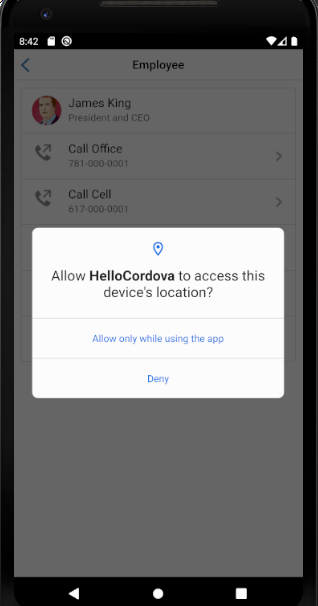 8:42
Employee
James King
President and CEO
Call Office
781-000-0001
Call Cell
617-000-0001
Allow HelloCordova to access this
device's location?
Allow only while using the app
Deny